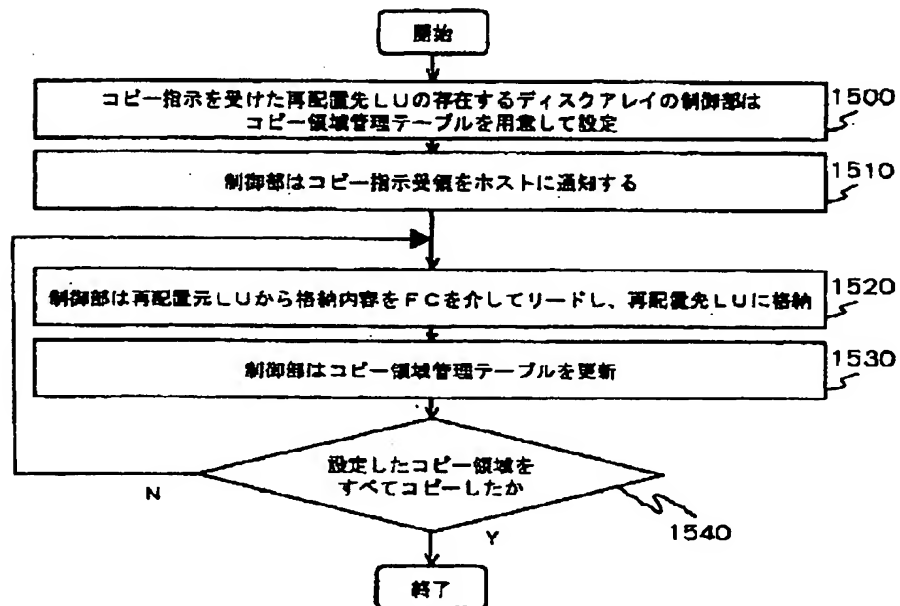 開始
コピー指示を受けた再配置先LUの存在するディスクアレイの制御部は
コピー領域管理テーブルを用意して設定
1500
制御部はコピー指示受領をホストに通知する
1510
制御部は再配置元LUから格納内容をFCを介してリードし、再配置先LUに格納
1520
制御部はコピー領域管理テーブルを更新
1530
設定したコピー領域を
すべてコピーしたか
N
Y
1540
終了